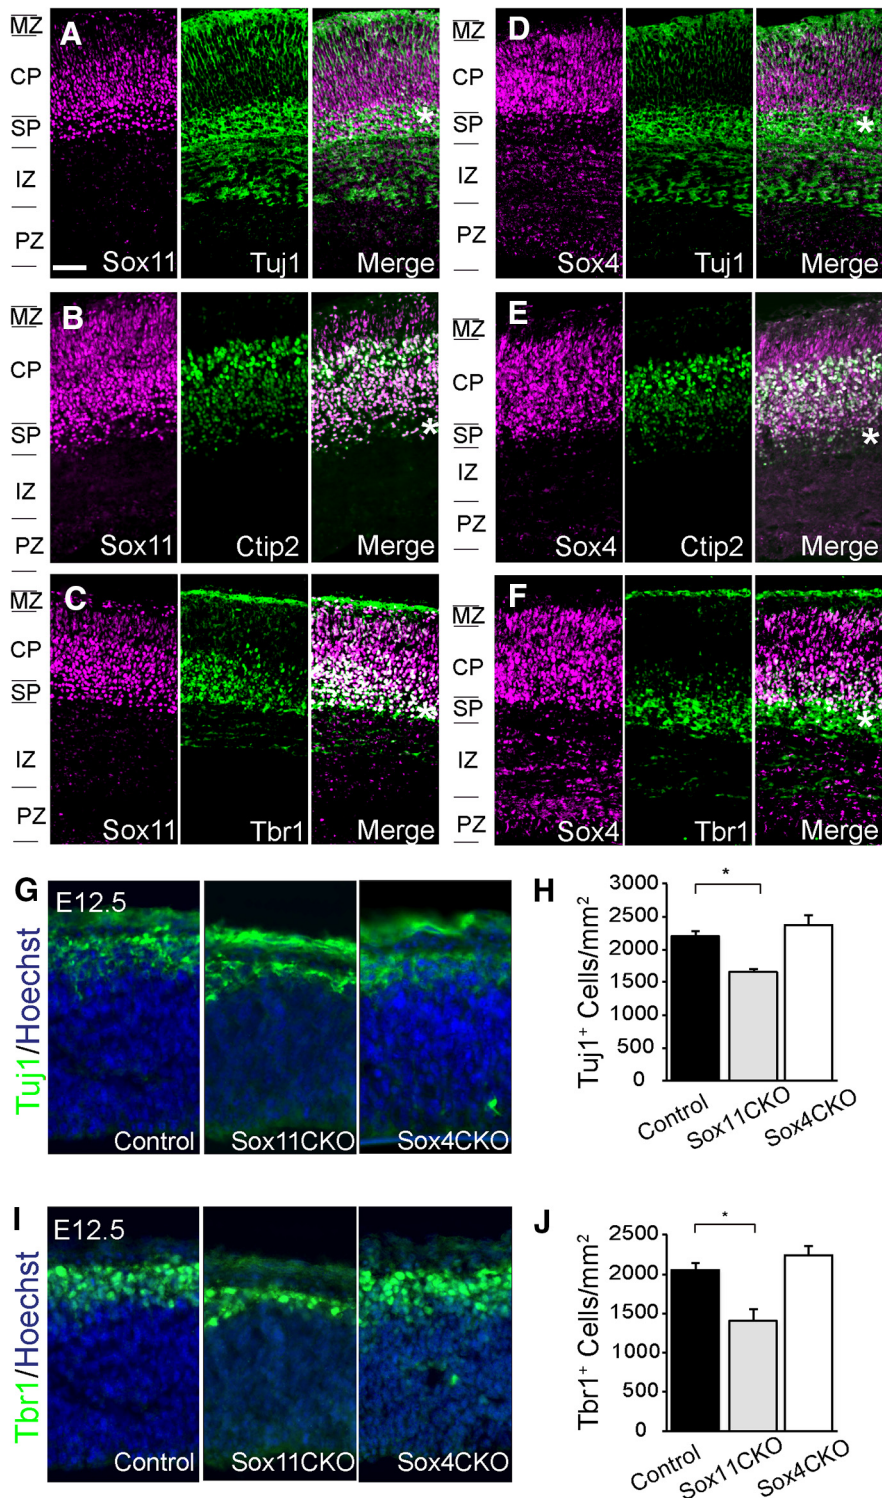 A
MZ
CP
SP
IZ
PZ
Sox11 Tuj1 Merge
*
D
MZ
CP
SP
IZ
PZ
Sox4 Tuj1 Merge
*
B
MZ
CP
SP
IZ
PZ
Sox11 Ctip2 Merge
*
E
MZ
CP
SP
IZ
PZ
Sox4 Ctip2 Merge
*
C
MZ
CP
SP
IZ
PZ
Sox11 Tbr1 Merge
*
F
MZ
CP
SP
IZ
PZ
Sox4 Tbr1 Merge
*
G
E12.5
Tuj1/Hoechst
Control Sox11CKO Sox4CKO
H
Tuj1+ Cells/mm2
3000
2500
2000
1500
1000
500
0
*
Control Sox11CKO Sox4CKO
I
E12.5
Tbr1/Hoechst
Control Sox11CKO Sox4CKO
J
Tbr1+ Cells/mm2
2500
2000
1500
1000
500
0
*
Control Sox11CKO Sox4CKO